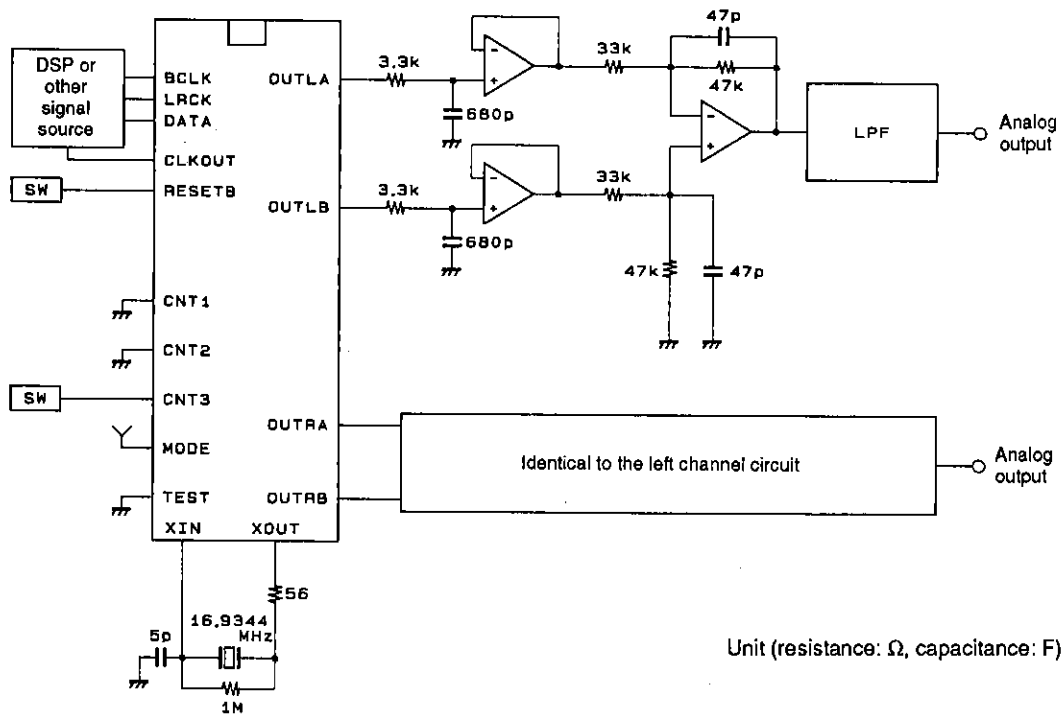 DSP or
other
signal
source
BCLK
LRCK
DATA
CLKOUT
SW
RESETB
CNT1
CNT2
SW
CNT3
MODE
TEST
XIN
XOUT
OUTLA
OUTLB
OUTRA
OUTRB
3.3k
680p
33k
47p
47k
LPF
Analog
output
3.3k
680p
33k
47k
47p
Identical to the left channel circuit
Analog
output
56
16.9344
MHz
5p
1M
Unit (resistance: Ω, capacitance: F)